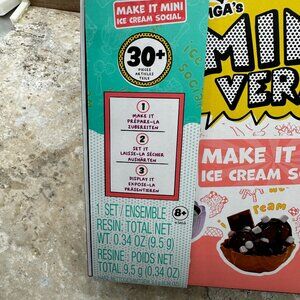 MAKE IT MINI
ICE CREAM SOCIAL
30+
PIECES
ARTICLES
TEILE
1
MAKE IT
PRÉPARE-LA
ZUBEREITEN
2
SET IT
LAISSE-LA SÉCHER
AUSHÄRTEN
3
DISPLAY IT
EXPOSE-LA
PRÄSENTIEREN
1 SET/ENSEMBLE
8+
RESIN: TOTAL NET
WT. 0.34 OZ (9.5 g)
RÉSINE: POIDS NET
TOTAL 9,5 g (0.34 OZ)
GA's
MIN
VER
MAKE IT
ICE CREAM SO